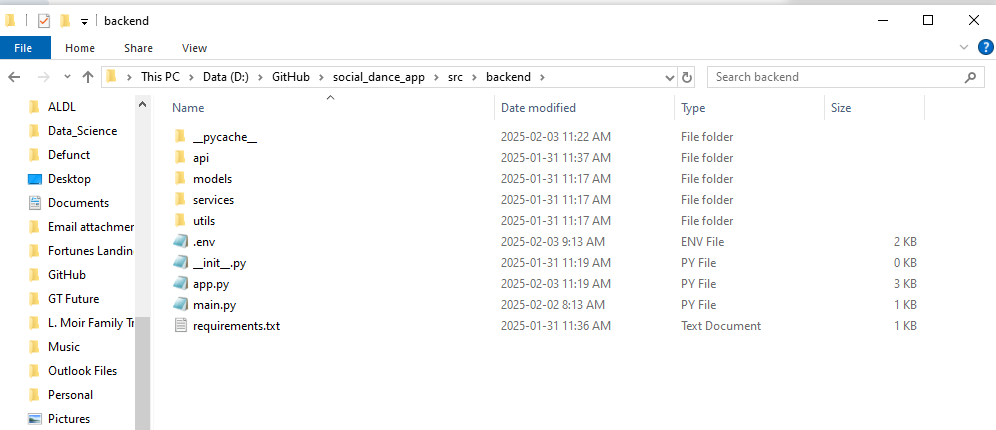 backend
File Home Share View
This PC > Data (D:) > GitHub > social_dance_app > src > backend >
Search backend
ALDL
Data_Science
Defunct
Desktop
Documents
Email attachmen
Fortunes Landin
GitHub
GT Future
L. Moir Family Tr
Music
Outlook Files
Personal
Pictures
Name Date modified Type Size
__pycache__ 2025-02-03 11:22 AM File folder
api 2025-01-31 11:37 AM File folder
models 2025-01-31 11:17 AM File folder
services 2025-01-31 11:17 AM File folder
utils 2025-01-31 11:17 AM File folder
.env 2025-02-03 9:13 AM ENV File 2 KB
__init__.py 2025-01-31 11:19 AM PY File 0 KB
app.py 2025-02-03 11:19 AM PY File 3 KB
main.py 2025-02-02 8:13 AM PY File 1 KB
requirements.txt 2025-01-31 11:36 AM Text Document 1 KB